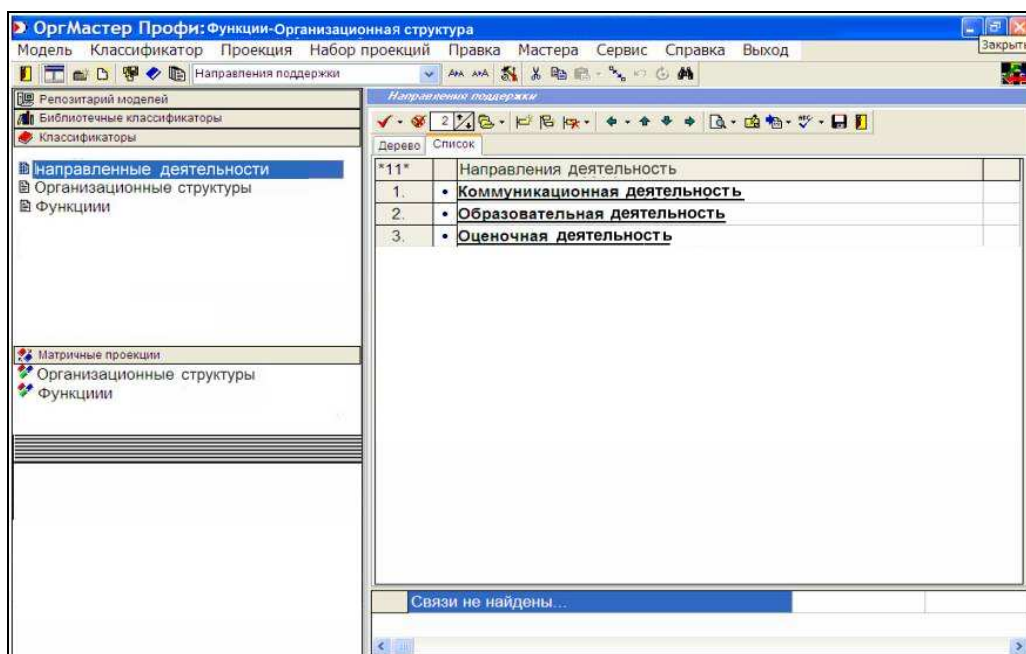 ОргМастер Профи: Функции-Организационная структура
Модель Классификатор Проекция Набор проекций Правка Мастера Сервис Справка Выход
Закрыть
Направления поддержки
Репозитарий моделей
Библиотечные классификаторы
Классификаторы
направленные деятельности
Организационные структуры
Функциии
Матричные проекции
Организационные структуры
Функциии
Направления поддержки
2
Дерево Список
*11* Направления деятельность
1. • Коммуникационная деятельность
2. • Образовательная деятельность
3. • Оценочная деятельность
Связи не найдены...